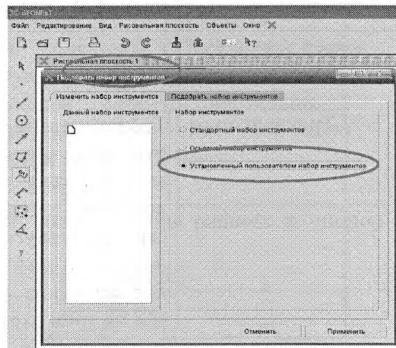 Файл Редактирование Вид Рисовальная плоскость Объекты Окно
Рисовальная плоскость 1
Подобрать набор инструментов
Изменить набор инструментов Подобрать набор инструментов
Данный набор инструментов Набор инструментов
Стандартный набор инструментов
Основной набор инструментов
Установленный пользователем набор инструментов
Отменить Применить